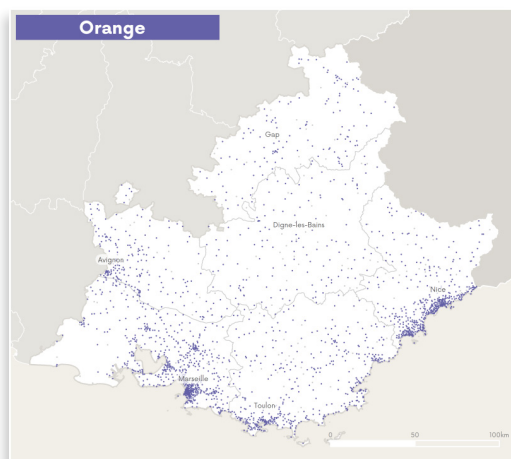 Orange
Gap
Digne-les-Bains
Avignon
Nice
Marseille
Toulon
0 50 100km